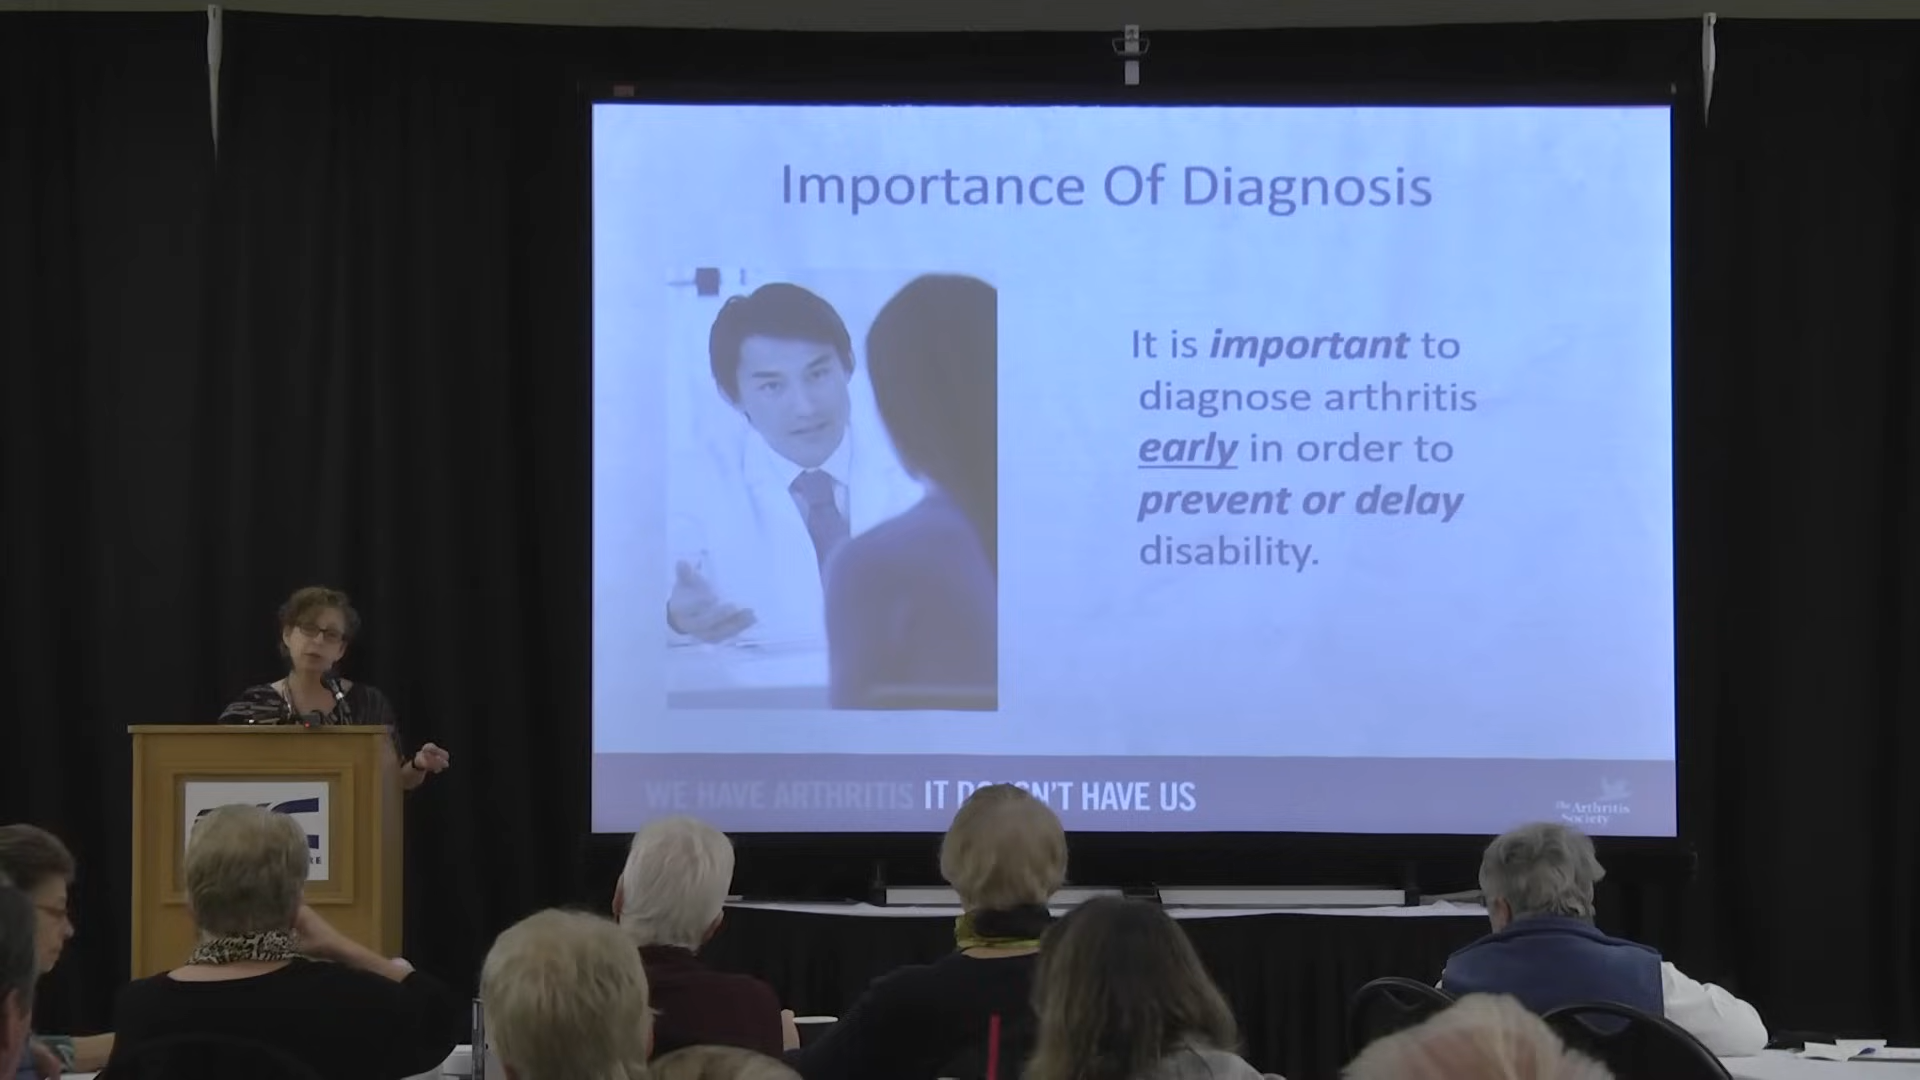 Importance Of Diagnosis
It is important to
diagnose arthritis
early in order to
prevent or delay
disability.
WE HAVE ARTHRITIS IT HAVE US
The Arthritis
Society